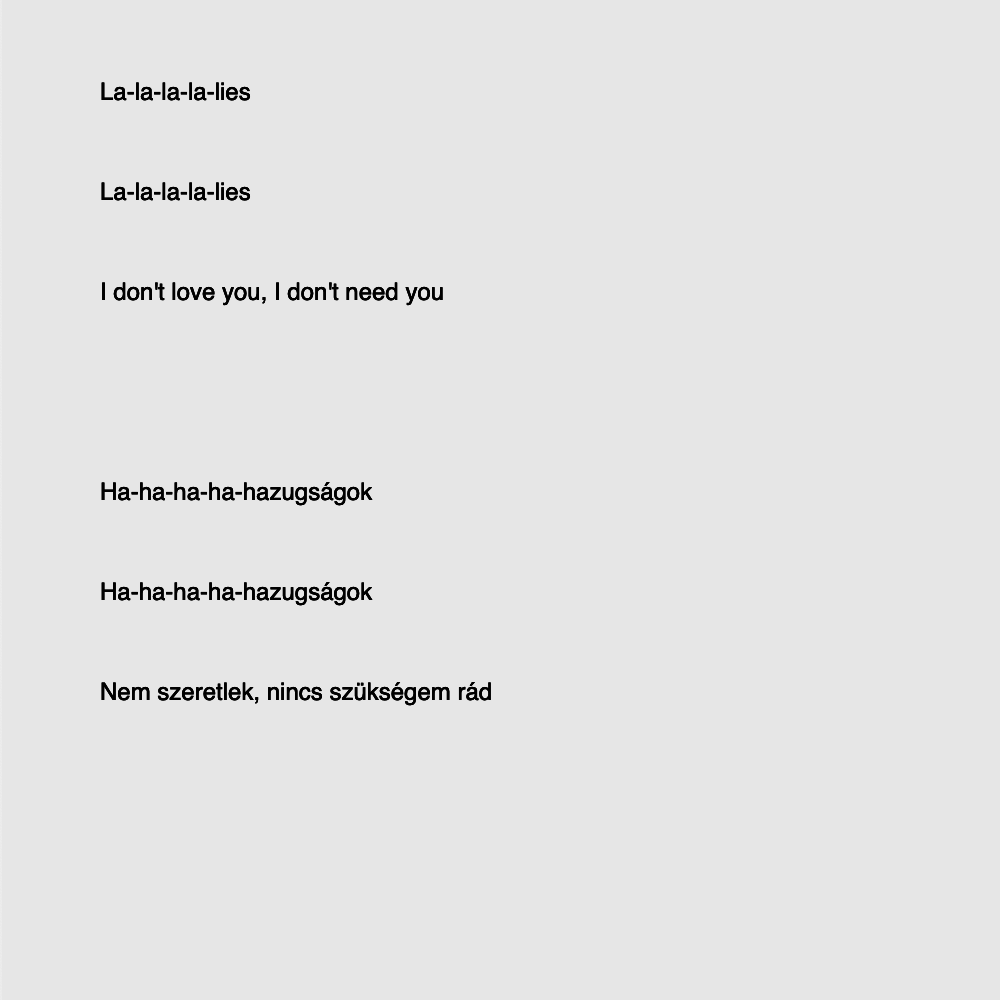 La-la-la-la-lies
La-la-la-la-lies
I don't love you, I don't need you
Ha-ha-ha-ha-hazugságok
Ha-ha-ha-ha-hazugságok
Nem szeretlek, nincs szükségem rád